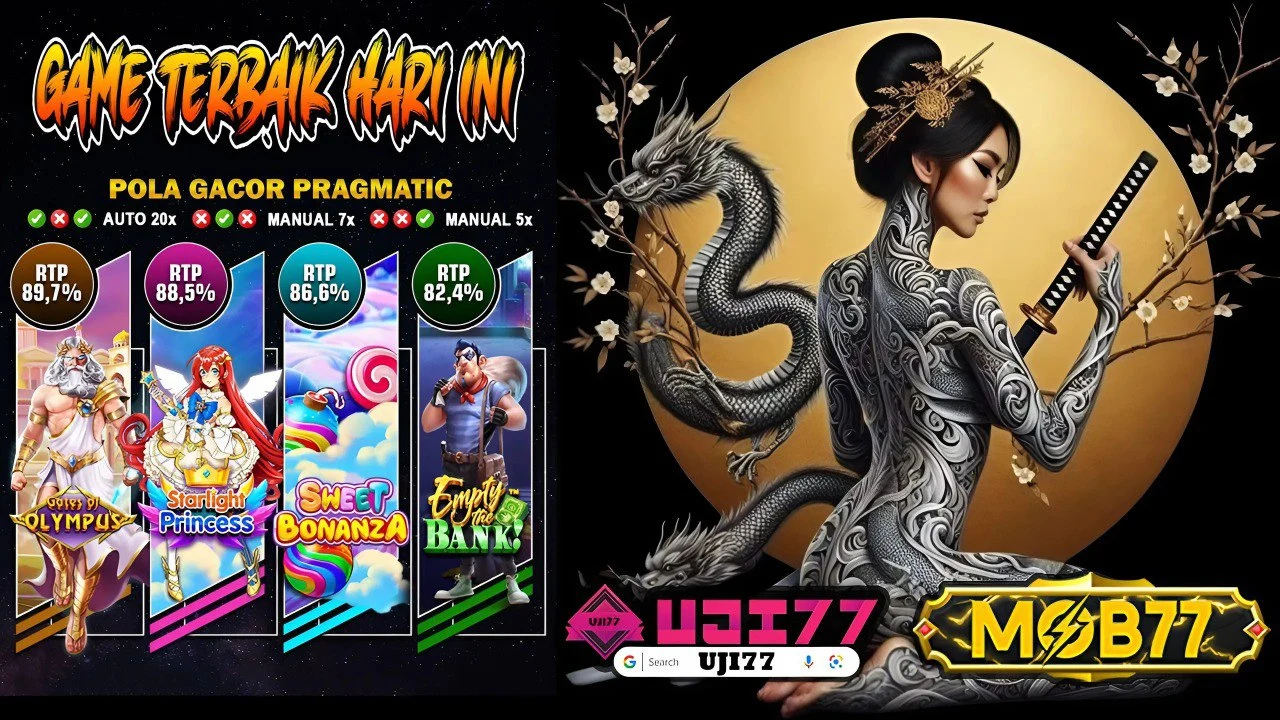 GAME TERBAIK HARI INI
POLA GACOR PRAGMATIC
AUTO 20x MANUAL 7x MANUAL 5x
RTP
89,7%
RTP
88,5%
RTP
86,6%
RTP
82,4%
Gates of
OLYMPUS
Starlight
Princess
SWEET
BONANZA
Empty
the
BANK!™
UJI77
UJI77
G Search UJI77
MOB77